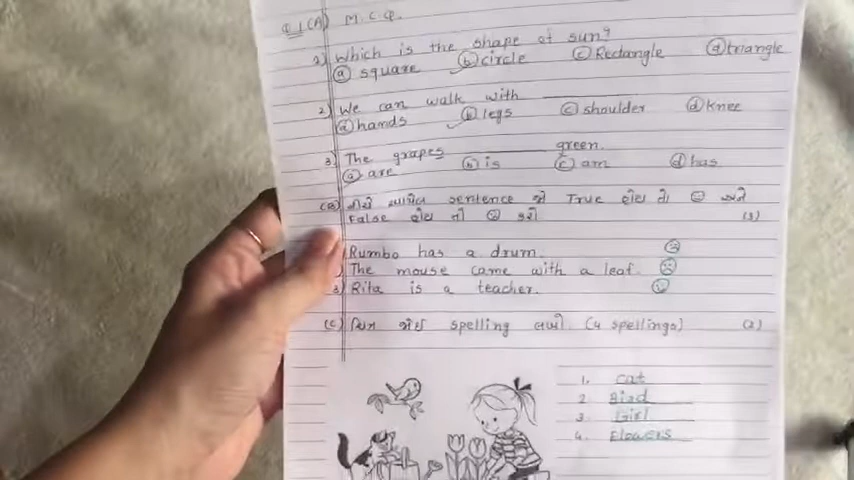 Q.1 (A) M.C.Q.
1) Which is the shape of sun?
(a) square (b) circle (c) Rectangle (d) triangle
2) We can walk with ______
(a) hands (b) legs (c) shoulder (d) knee
3. The grapes ______ green.
(a) are (b) is (c) am (d) has
(B) નીચે આપેલ sentence જો True હોય તો ☺ અને
False હોય તો ☹ કરો (3)
Rumbo has a drum. ☹
) The mouse came with a leaf. ☹
3) Rita is a teacher. ☺
(C) ચિત્ર જોઈ spelling લખો. (4 spellings) (2)
1. cat
2 Bird
3. Girl
4. Flowers